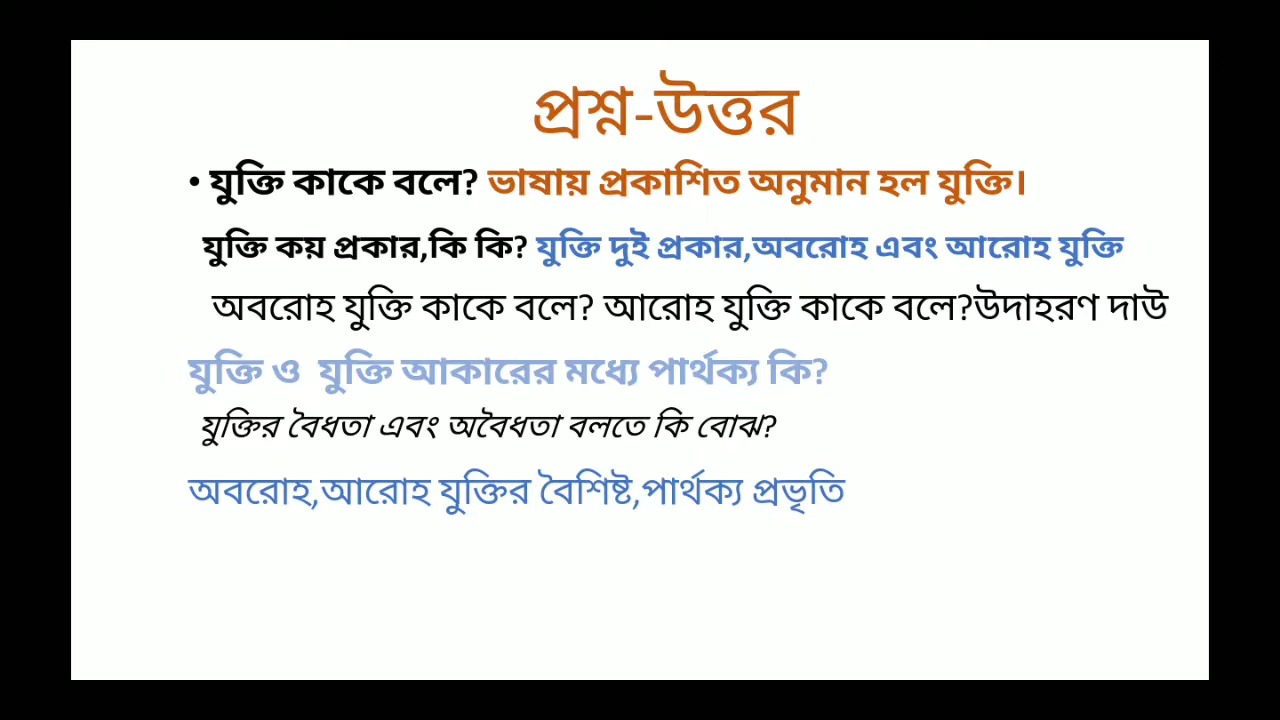 প্রশ্ন-উত্তর
• যুক্তি কাকে বলে? ভাষায় প্রকাশিত অনুমান হল যুক্তি।
যুক্তি কয় প্রকার,কি কি? যুক্তি দুই প্রকার,অবরোহ এবং আরোহ যুক্তি
অবরোহ যুক্তি কাকে বলে? আরোহ যুক্তি কাকে বলে?উদাহরণ দাউ
যুক্তি ও যুক্তি আকারের মধ্যে পার্থক্য কি?
যুক্তির বৈধতা এবং অবৈধতা বলতে কি বোঝ?
অবরোহ,আরোহ যুক্তির বৈশিষ্ট,পার্থক্য প্রভৃতি